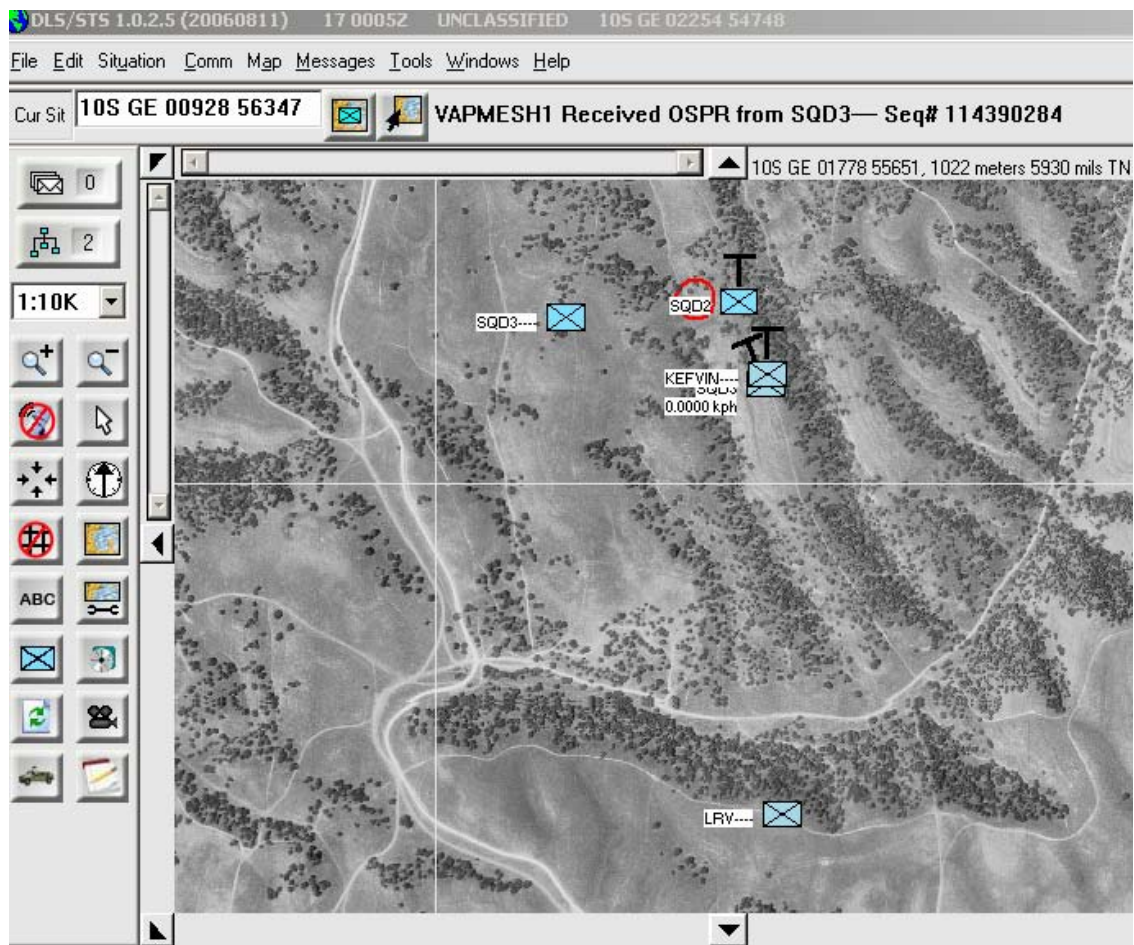 DLS/STS 1.0.2.5 (20060811) 17 0005Z UNCLASSIFIED 10S GE 02254 54748
File Edit Situation Comm Map Messages Tools Windows Help
Cur Sit 10S GE 00928 56347 VAPMESH1 Received OSPR from SQD3— Seq# 114390284
10S GE 01778 55651, 1022 meters 5930 mils TN
0
2
1:10K
SQD2
SQD3----
KEFVIN----
SQD3
0.0000 kph
ABC
LRV----